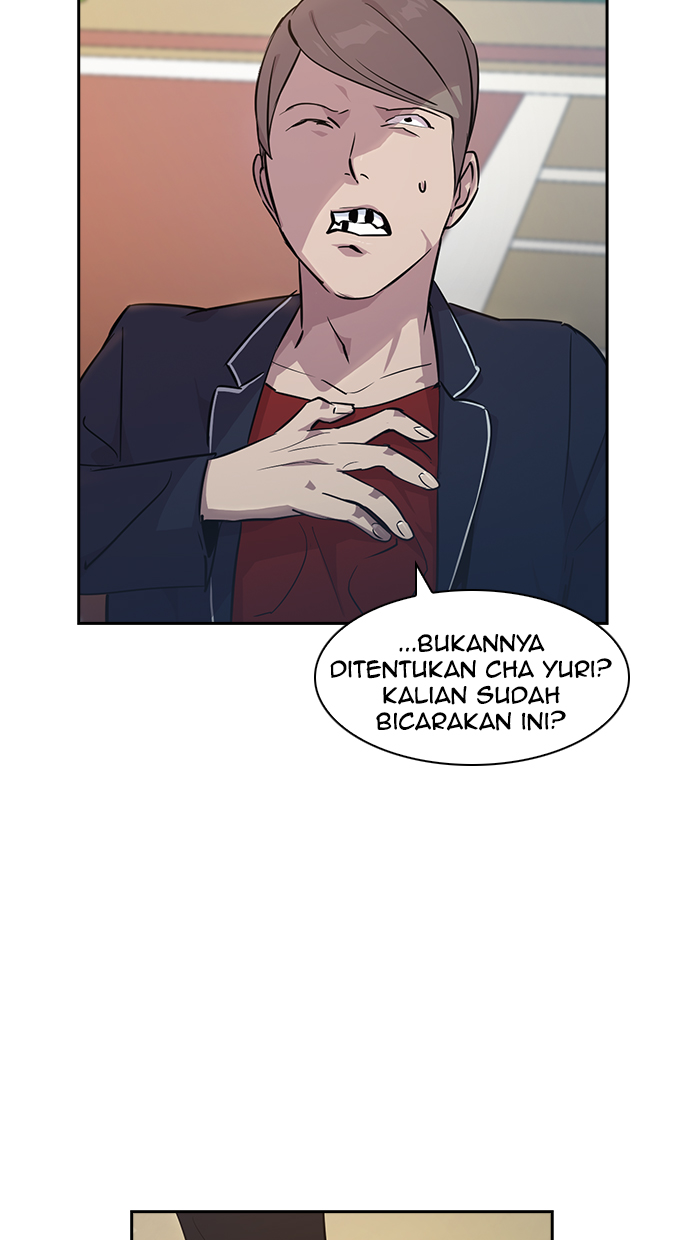 ...BUKANNYA
DITENTUKAN CHA YURI?
KALIAN SUDAH
BICARAKAN INI?